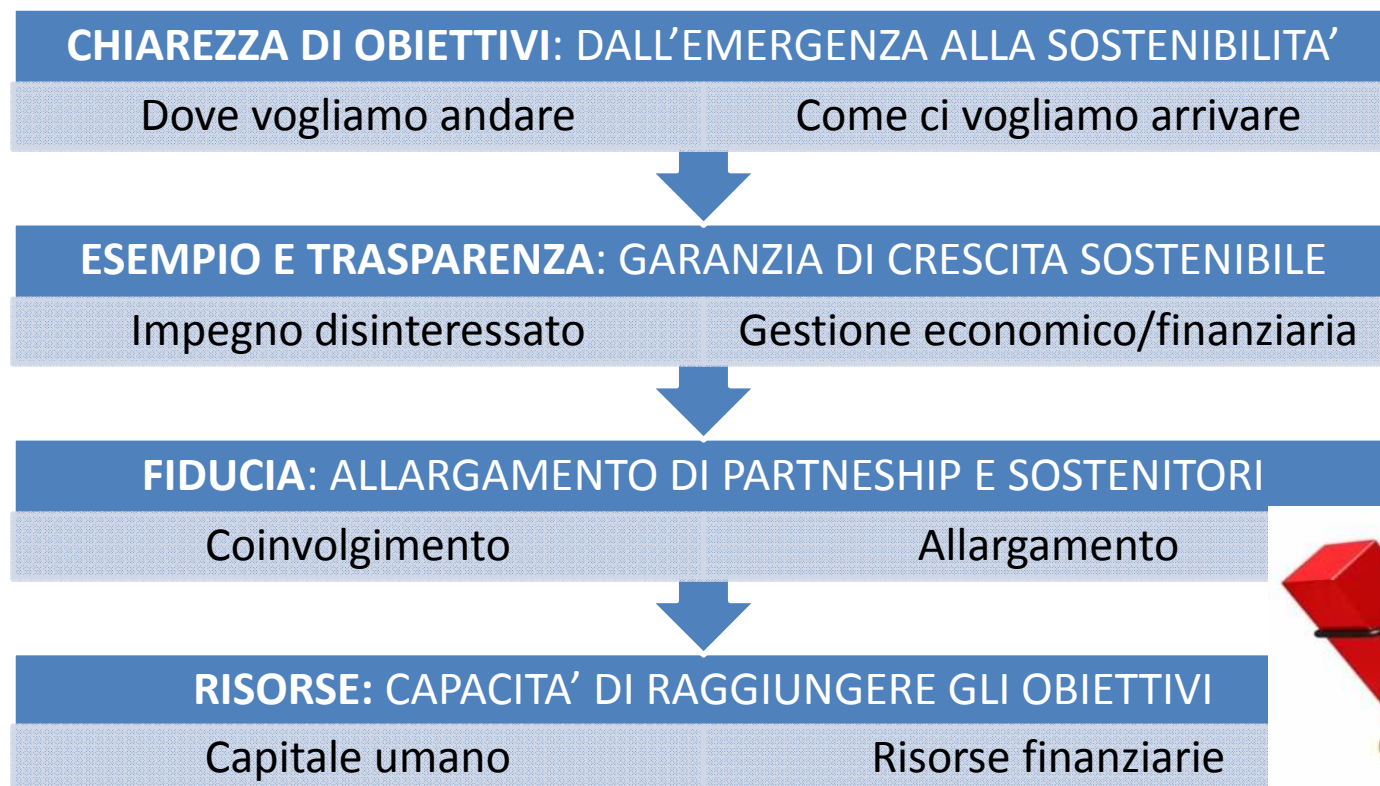 CHIAREZZA DI OBIETTIVI: DALL’EMERGENZA ALLA SOSTENIBILITA’
Dove vogliamo andare Come ci vogliamo arrivare
ESEMPIO E TRASPARENZA: GARANZIA DI CRESCITA SOSTENIBILE
Impegno disinteressato Gestione economico/finanziaria
FIDUCIA: ALLARGAMENTO DI PARTNESHIP E SOSTENITORI
Coinvolgimento Allargamento
RISORSE: CAPACITA’ DI RAGGIUNGERE GLI OBIETTIVI
Capitale umano Risorse finanziarie